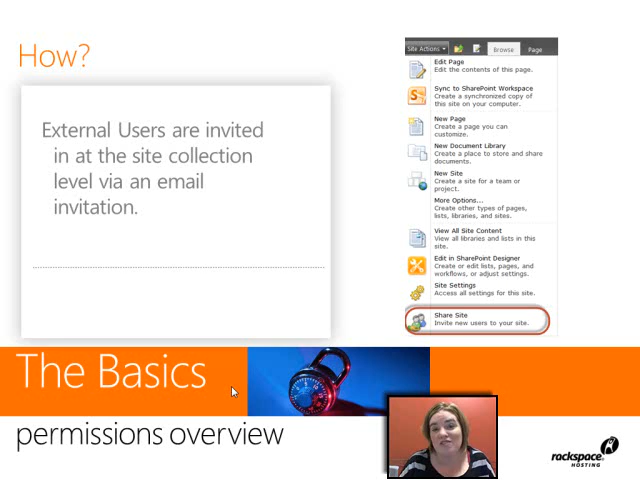 How?
External Users are invited
in at the site collection
level via an email
invitation.
Site Actions
Browse
Page
Edit Page
Edit the contents of this page.
Sync to SharePoint Workspace
Create a synchronized copy of
this site on your computer.
New Page
Create a page you can
customize.
New Document Library
Create a place to store and share
documents.
New Site
Create a site for a team or
project.
More Options...
Create other types of pages,
lists, libraries, and sites.
View All Site Content
View all libraries and lists in this
site.
Edit in SharePoint Designer
Create or edit lists, pages, and
workflows, or adjust settings.
Site Settings
Access all settings for this site.
Share Site
Invite new users to your site.
The Basics
permissions overview
rackspace
HOSTING